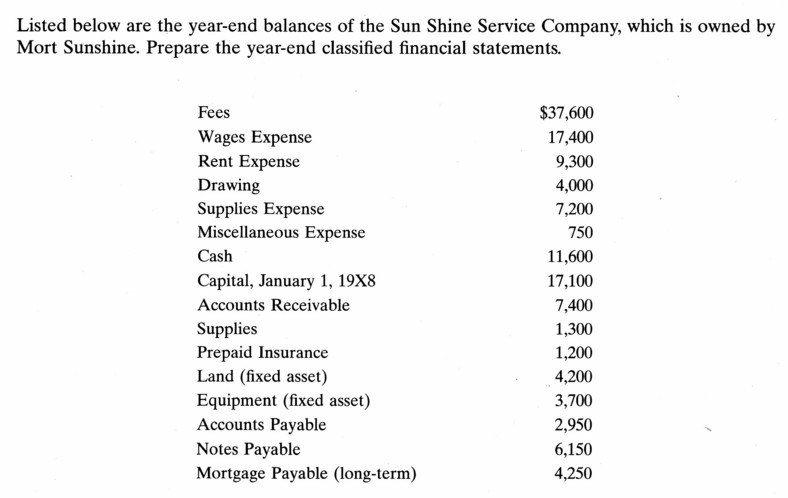 Listed below are the year-end balances of the Sun Shine Service Company, which is owned by
Mort Sunshine. Prepare the year-end classified financial statements.
Fees $37,600
Wages Expense 17,400
Rent Expense 9,300
Drawing 4,000
Supplies Expense 7,200
Miscellaneous Expense 750
Cash 11,600
Capital, January 1, 19X8 17,100
Accounts Receivable 7,400
Supplies 1,300
Prepaid Insurance 1,200
Land (fixed asset) 4,200
Equipment (fixed asset) 3,700
Accounts Payable 2,950
Notes Payable 6,150
Mortgage Payable (long-term) 4,250